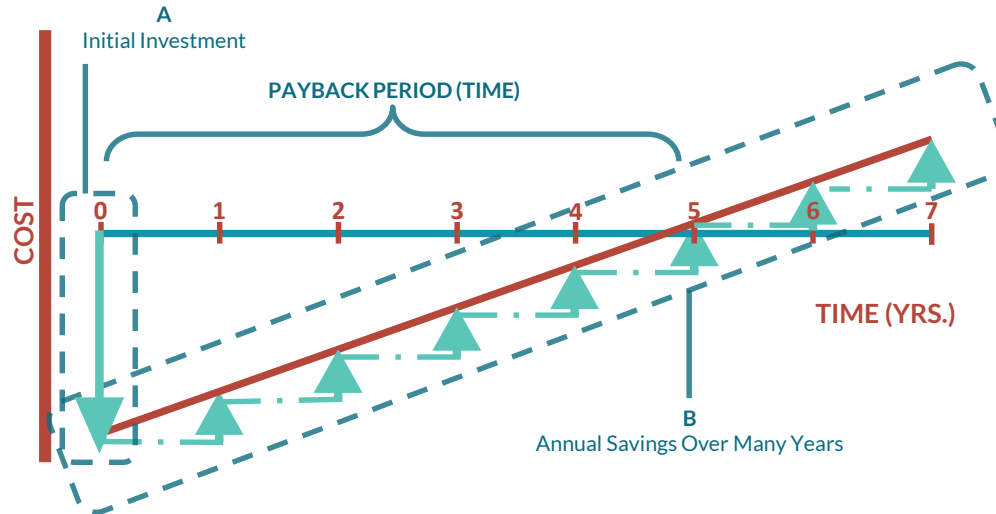 A
Initial Investment
PAYBACK PERIOD (TIME)
COST
0 1 2 3 4 5 6 7
TIME (YRS.)
B
Annual Savings Over Many Years